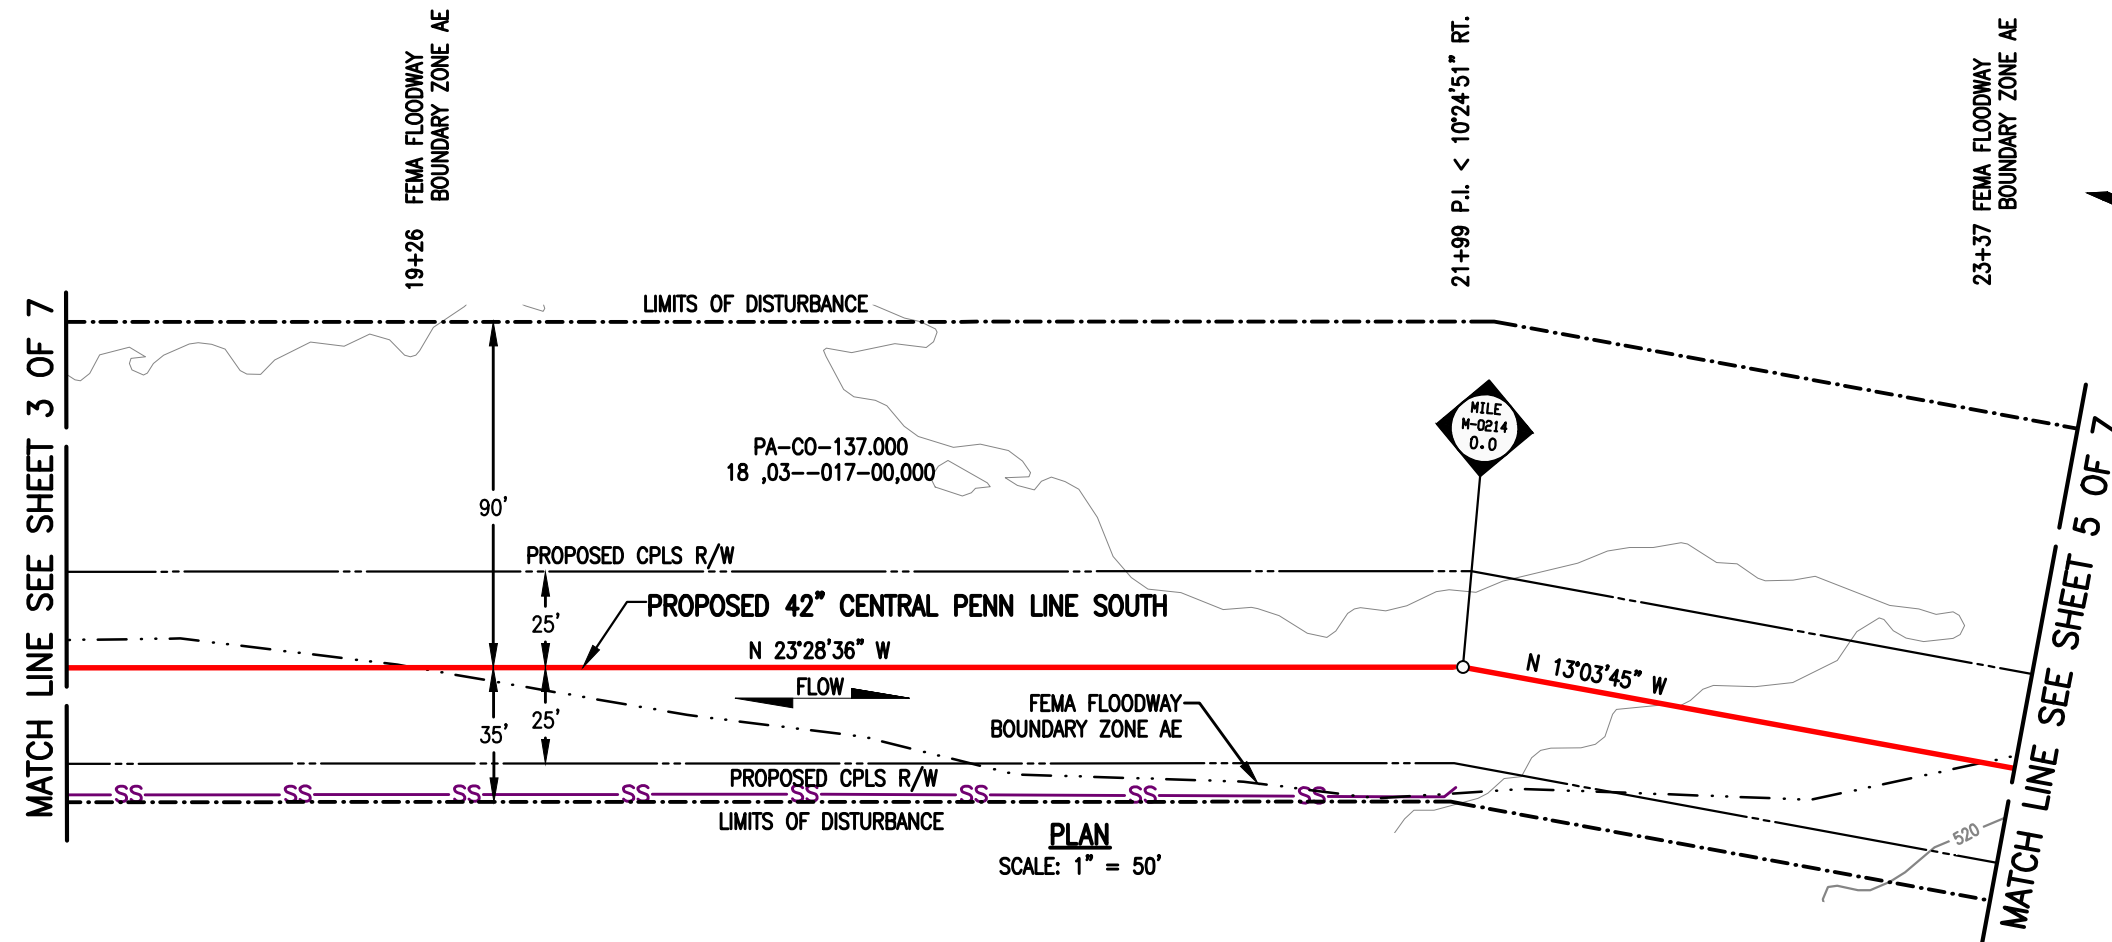 19+26 FEMA FLOODWAY
BOUNDARY ZONE AE
21+99 P.I. < 10°24'51" RT.
23+37 FEMA FLOODWAY
BOUNDARY ZONE AE
MATCH LINE SEE SHEET 3 OF 7
LIMITS OF DISTURBANCE
MILE
M-0214
0.0
PA-CO-137.000
18 ,03--017-00,000
90'
PROPOSED CPLS R/W
25'
PROPOSED 42" CENTRAL PENN LINE SOUTH
N 23°28'36" W
N 13°03'45" W
FLOW
35'
25'
FEMA FLOODWAY
BOUNDARY ZONE AE
PROPOSED CPLS R/W
SS SS SS SS SS SS SS SS
LIMITS OF DISTURBANCE
PLAN
SCALE: 1" = 50'
520
MATCH LINE SEE SHEET 5 OF 7